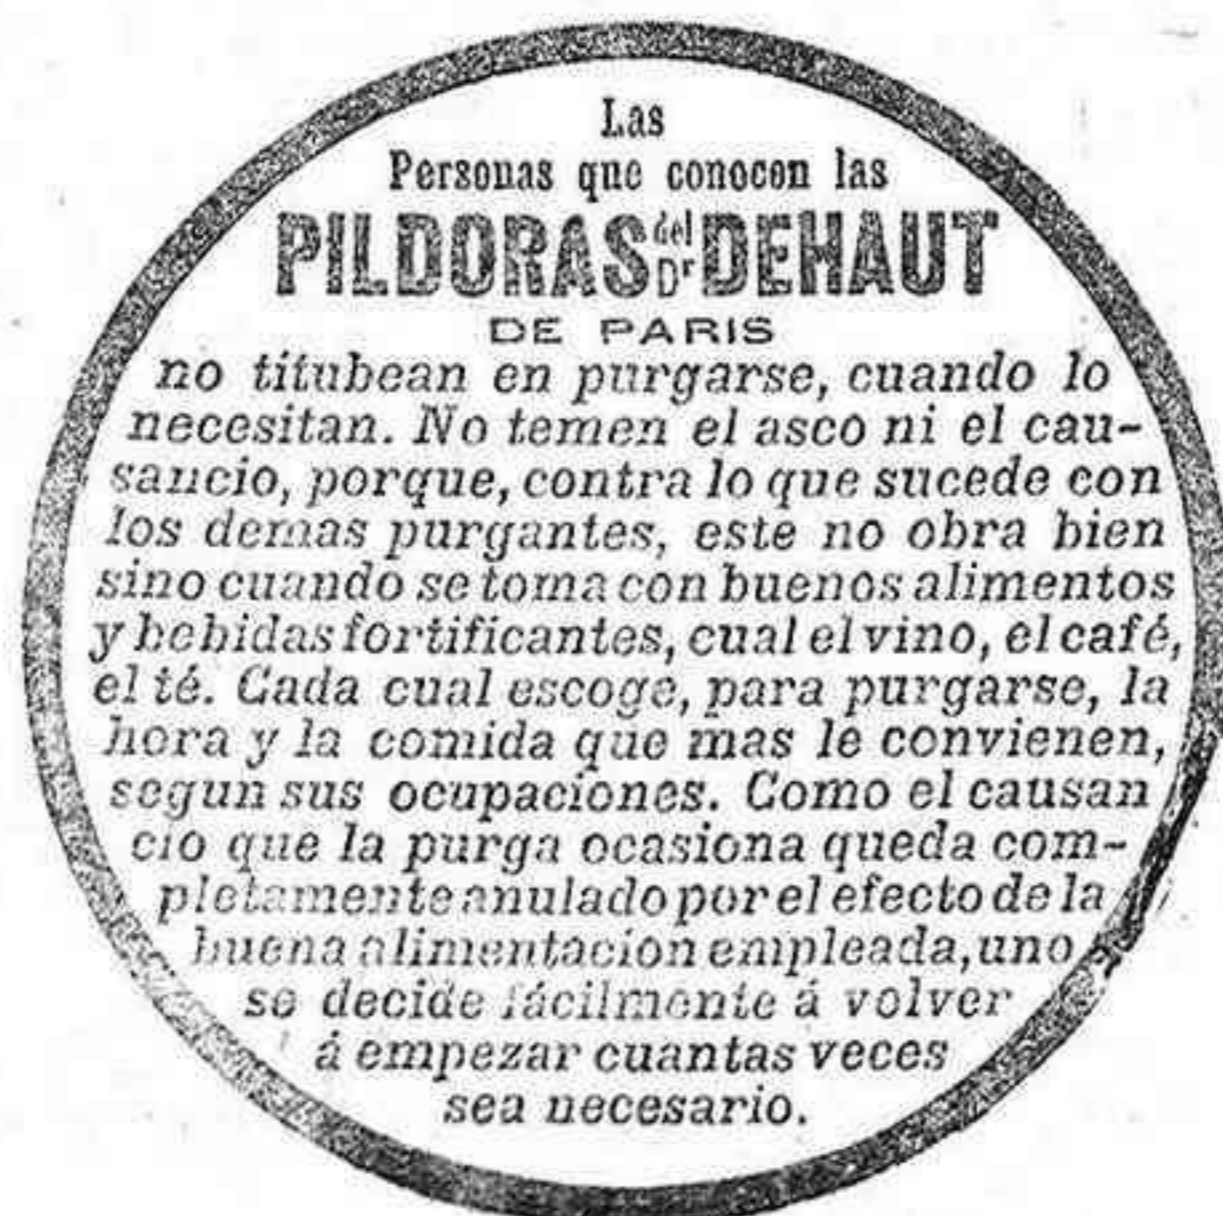 Las
Personas que conocen las
PILDORAS del Dr DEHAUT
DE PARIS
no titubean en purgarse, cuando lo
necesitan. No temen el asco ni el cau-
sancio, porque, contra lo que sucede con
los demas purgantes, este no obra bien
sino cuando se toma con buenos alimentos
y bebidas fortificantes, cual el vino, el café,
el té. Cada cual escoge, para purgarse, la
hora y la comida que mas le convienen,
segun sus ocupaciones. Como el causan
cio que la purga ocasiona queda com-
pletamente anulado por el efecto de la
buena alimentacion empleada, uno
se decide fácilmente á volver
á empezar cuantas veces
sea necesario.